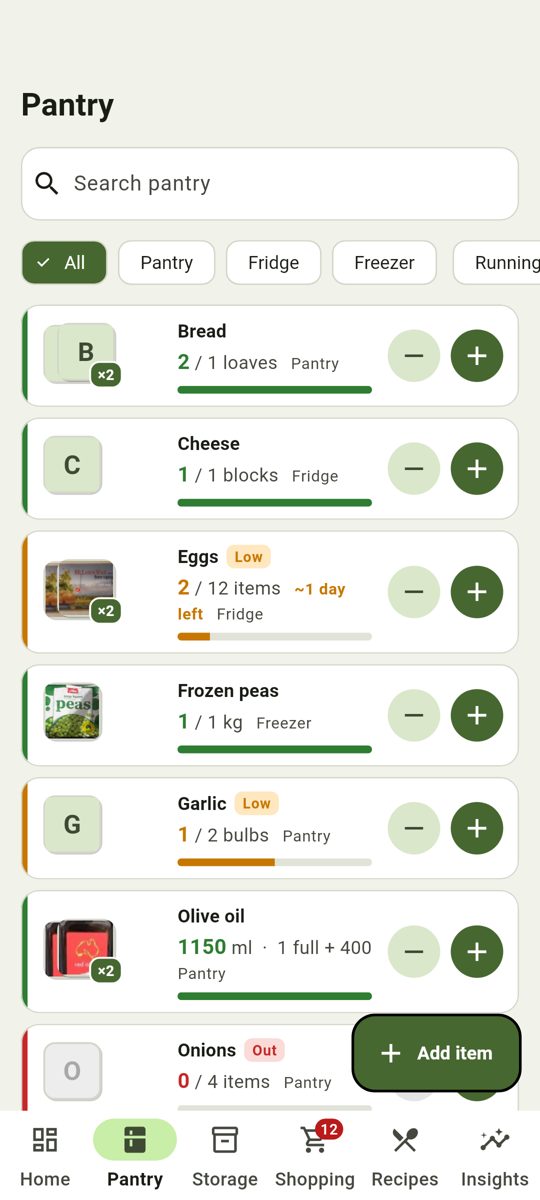 Pantry
Search pantry
All
Pantry
Fridge
Freezer
Running
B
×2
Bread
2 / 1 loaves Pantry
C
Cheese
1 / 1 blocks Fridge
×2
Eggs Low
2 / 12 items ~1 day
left Fridge
peas
Frozen peas
1 / 1 kg Freezer
G
Garlic Low
1 / 2 bulbs Pantry
×2
Olive oil
1150 ml · 1 full + 400
Pantry
O
Onions Out
0 / 4 items Pantry
Add item
12
Home
Pantry
Storage
Shopping
Recipes
Insights